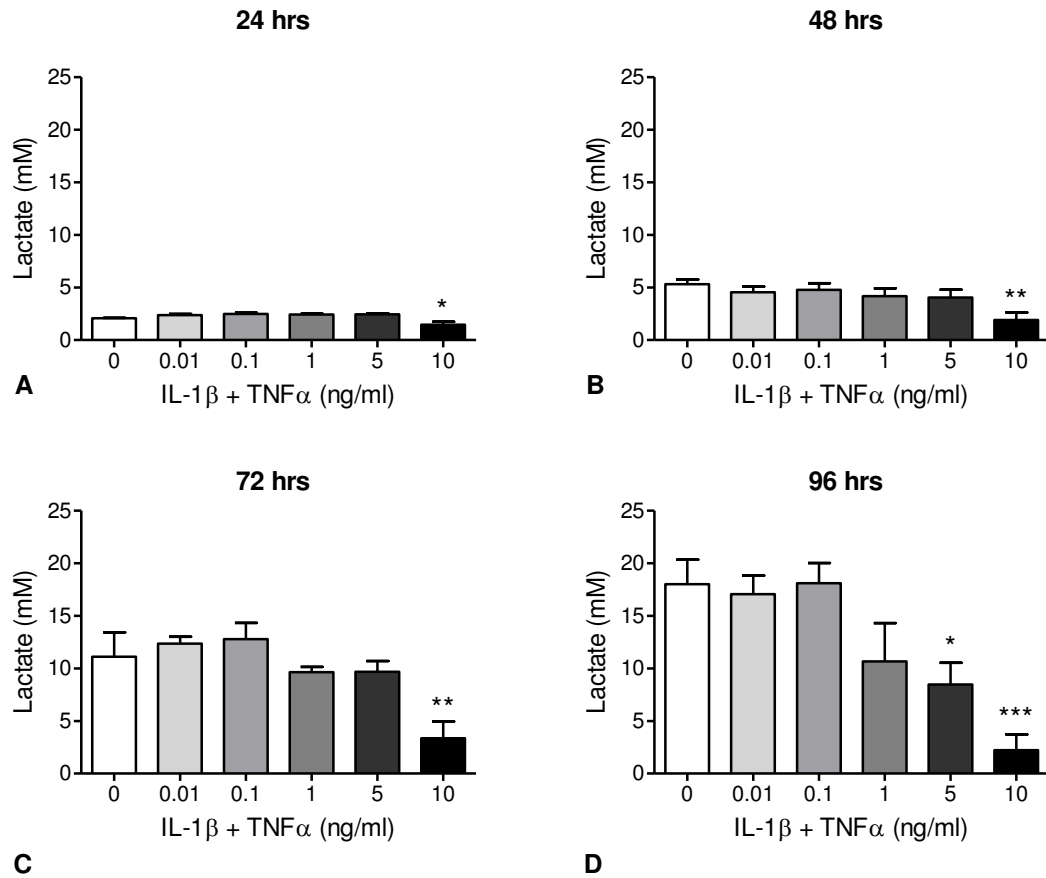 24 hrs
25
20
15
10
5
0
Lactate (mM)
*
0 0.01 0.1 1 5 10
IL-1β + TNFα (ng/ml)
A
48 hrs
25
20
15
10
5
0
Lactate (mM)
**
0 0.01 0.1 1 5 10
IL-1β + TNFα (ng/ml)
B
72 hrs
25
20
15
10
5
0
Lactate (mM)
**
0 0.01 0.1 1 5 10
IL-1β + TNFα (ng/ml)
C
96 hrs
25
20
15
10
5
0
Lactate (mM)
*
***
0 0.01 0.1 1 5 10
IL-1β + TNFα (ng/ml)
D